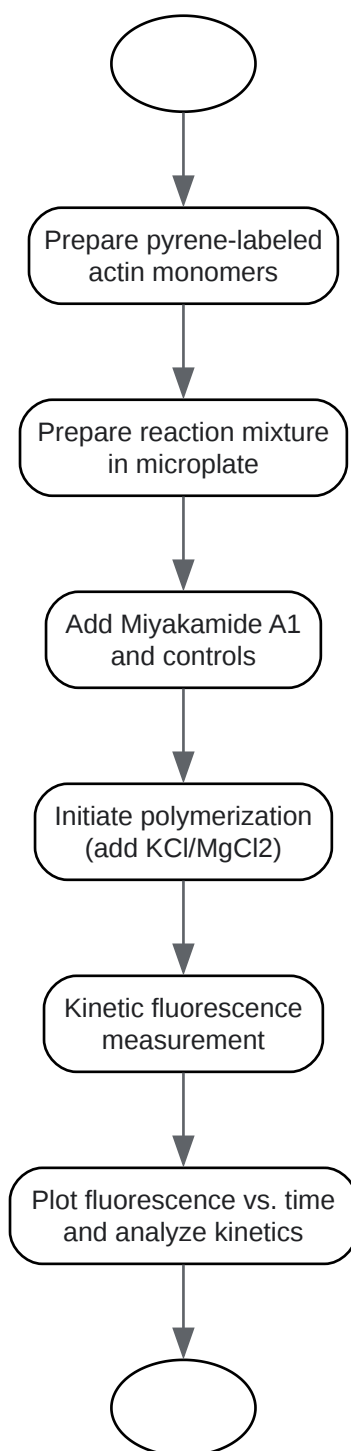 Prepare pyrene-labeled
actin monomers
Prepare reaction mixture
in microplate
Add Miyakamide A1
and controls
Initiate polymerization
(add KCl/MgCl2)
Kinetic fluorescence
measurement
Plot fluorescence vs. time
and analyze kinetics